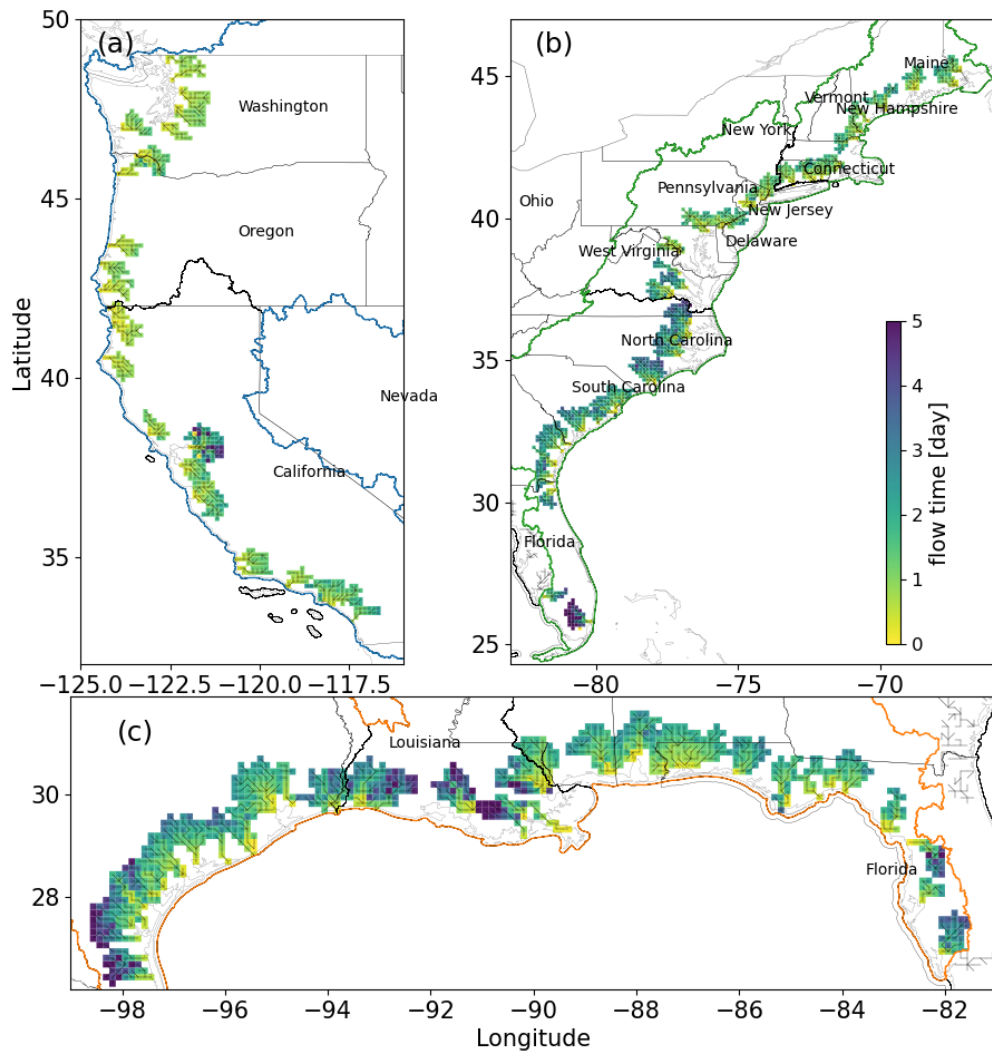 (a)
50
45
40
35
Latitude
Washington
Oregon
Nevada
California
−125.0
−122.5
−120.0
−117.5
(b)
45
40
35
30
25
Maine
Vermont
New Hampshire
New York
Connecticut
Pennsylvania
New Jersey
Ohio
Delaware
West Virginia
North Carolina
South Carolina
Florida
−80
−75
−70
5
4
3
2
1
0
flow time [day]
(c)
30
28
Louisiana
Florida
−98
−96
−94
−92
−90
−88
−86
−84
−82
Longitude